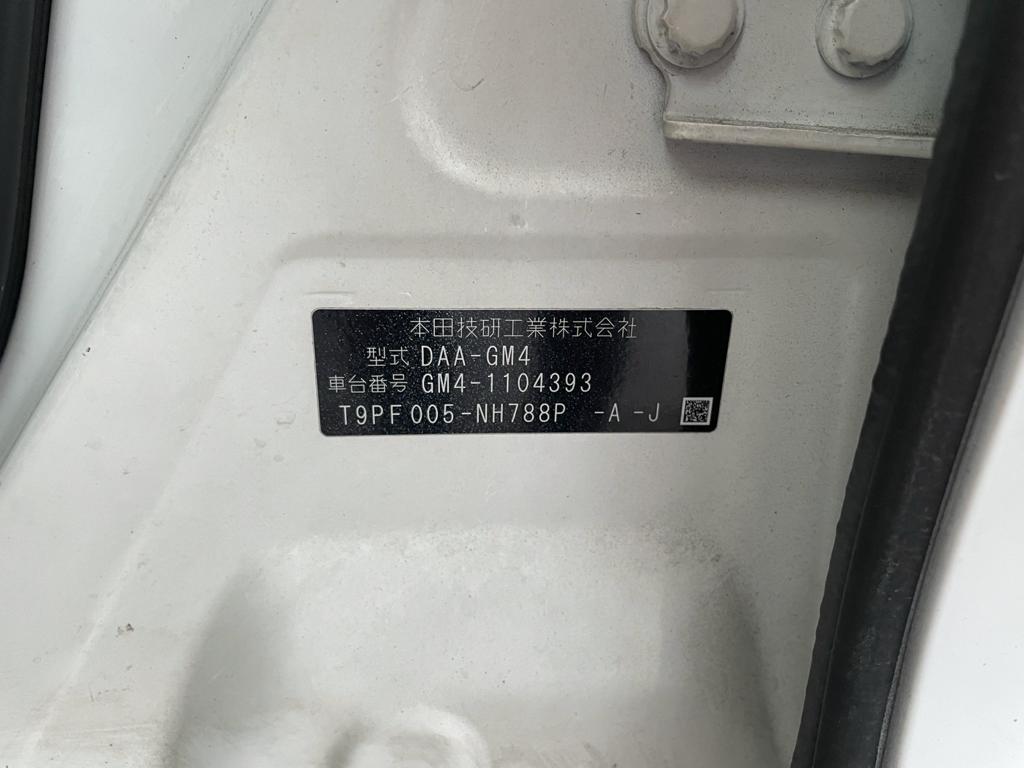 本田技研工業株式会社
型式 DAA-GM4
車台番号 GM4-1104393
T9PF005-NH788P -A -J